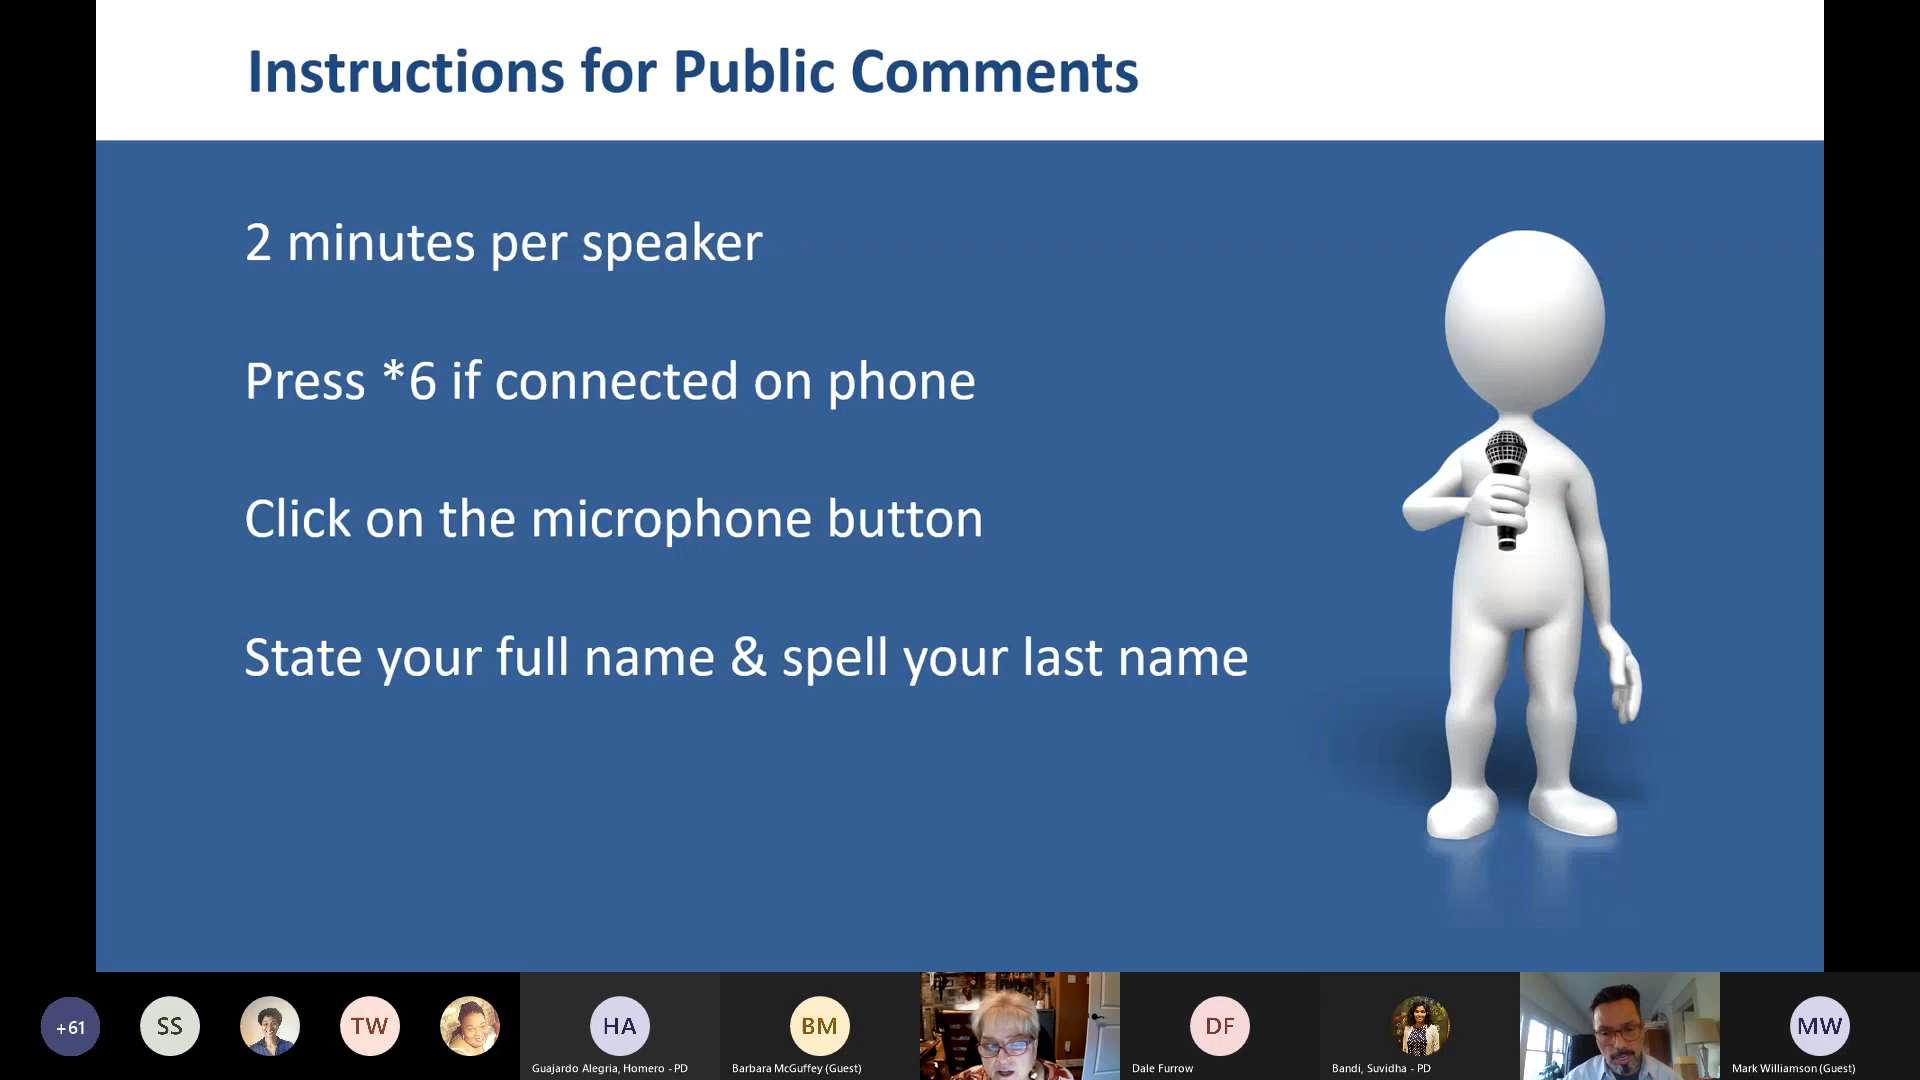 Instructions for Public Comments
2 minutes per speaker
Press *6 if connected on phone
Click on the microphone button
State your full name & spell your last name
+61
SS
TW
HA
BM
DF
MW
Guajardo Alegria, Homero - PD
Barbara McGuffey (Guest)
Dale Furrow
Bandi, Suvidha - PD
Mark Williamson (Guest)